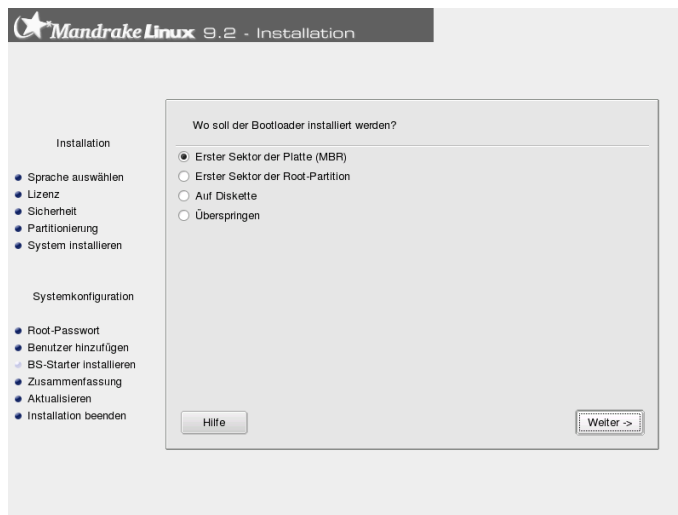 Mandrake Linux 9.2 - Installation
Wo soll der Bootloader installiert werden?
Installation
Erster Sektor der Platte (MBR)
Erster Sektor der Root-Partition
Auf Diskette
Überspringen
Sprache auswählen
Lizenz
Sicherheit
Partitionierung
System installieren
Systemkonfiguration
Root-Passwort
Benutzer hinzufügen
BS-Starter installieren
Zusammenfassung
Aktualisieren
Installation beenden
Hilfe
Weiter ->